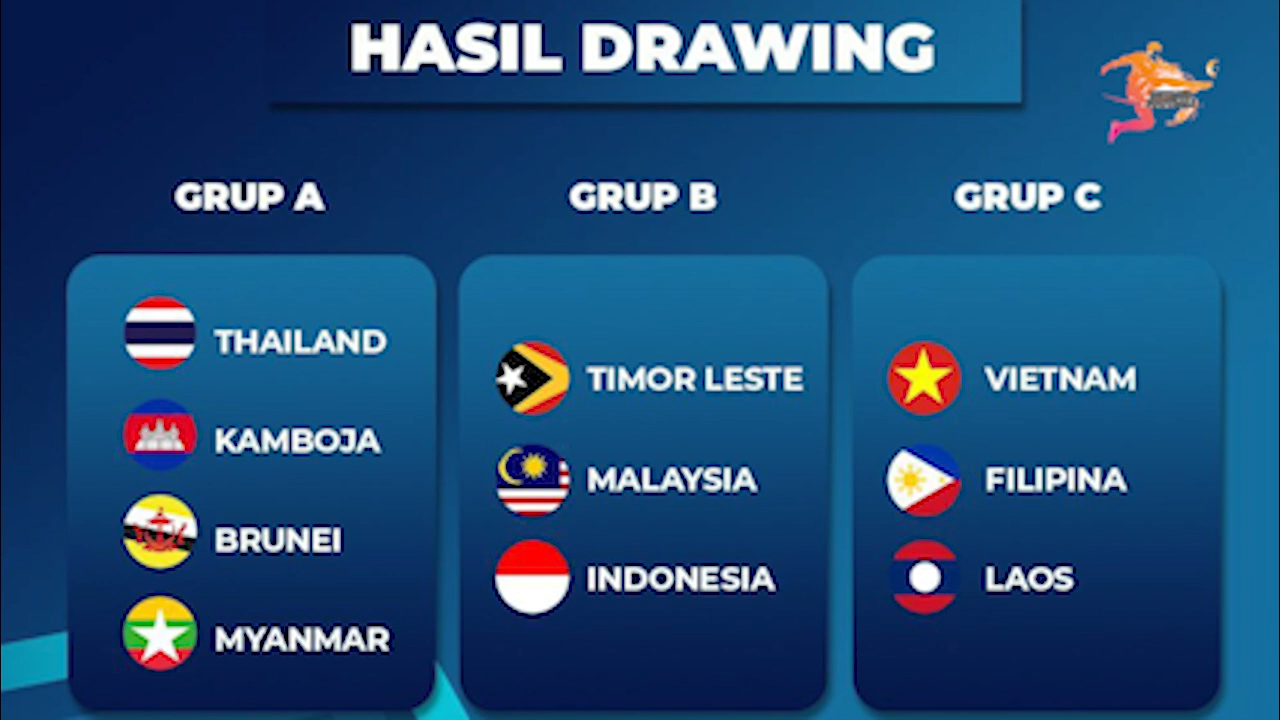 HASIL DRAWING
GRUP A
THAILAND
KAMBOJA
BRUNEI
MYANMAR
GRUP B
TIMOR LESTE
MALAYSIA
INDONESIA
GRUP C
VIETNAM
FILIPINA
LAOS